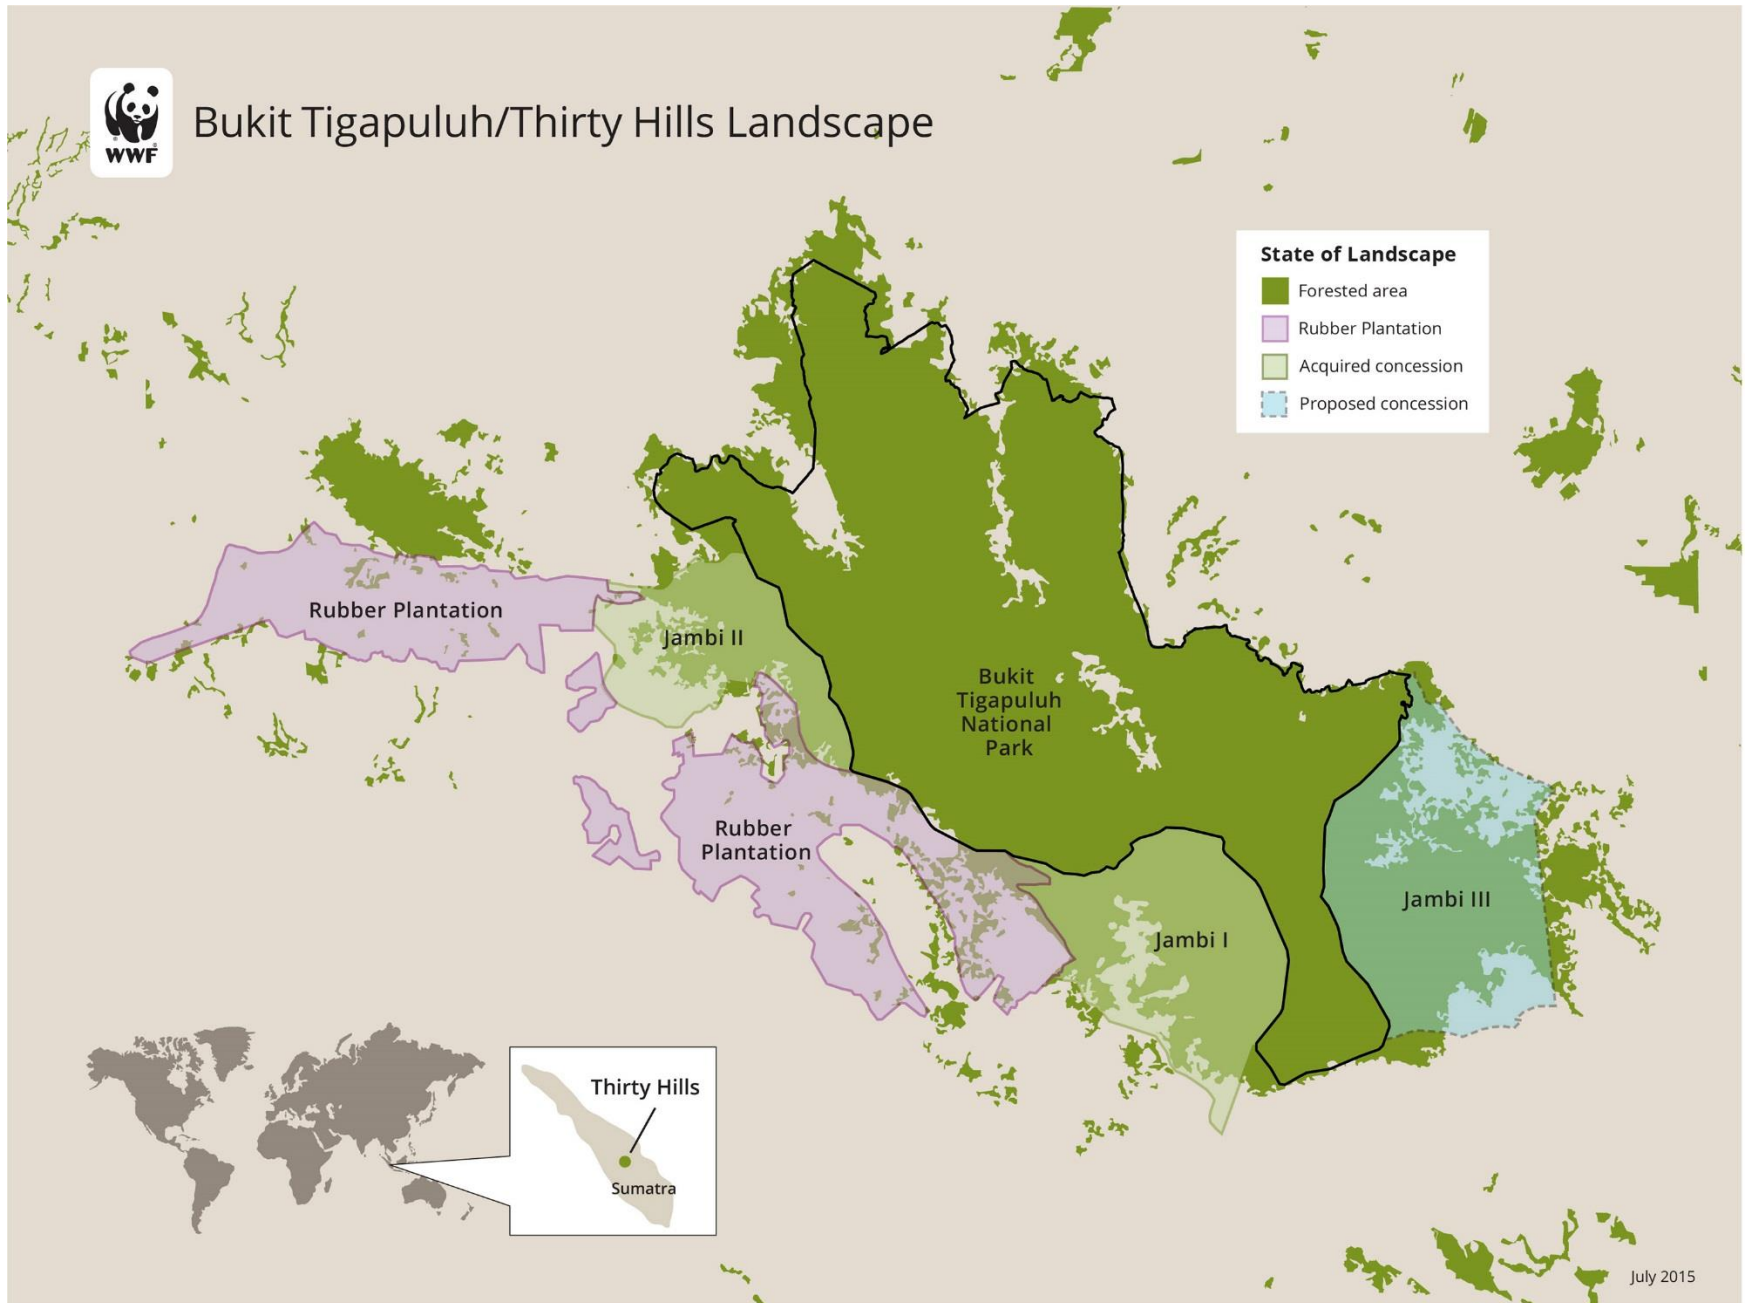 WWF
Bukit Tigapuluh/Thirty Hills Landscape
State of Landscape
Forested area
Rubber Plantation
Acquired concession
Proposed concession
Rubber Plantation
Jambi II
Bukit
Tigapuluh
National
Park
Rubber
Plantation
Jambi III
Jambi I
Thirty Hills
Sumatra
July 2015